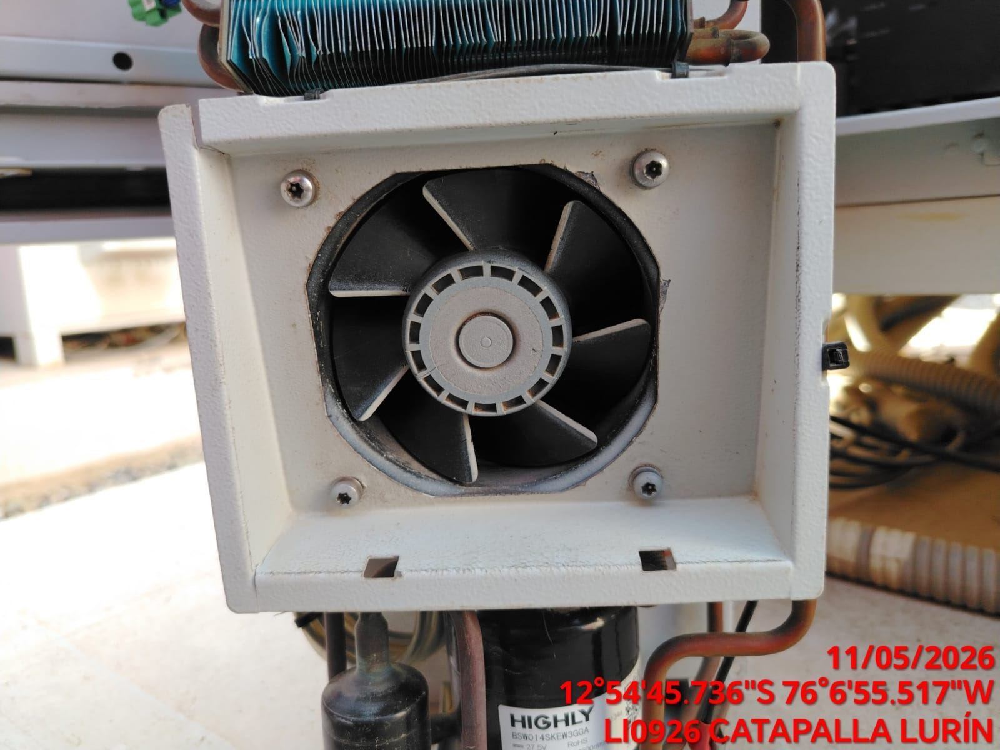 HIGHLY
BSW014SKEW3GGA
27.5V RoHS
11/05/2026
12°54'45.736"S 76°6'55.517"W
LI0926 CATAPALLA LURÍN